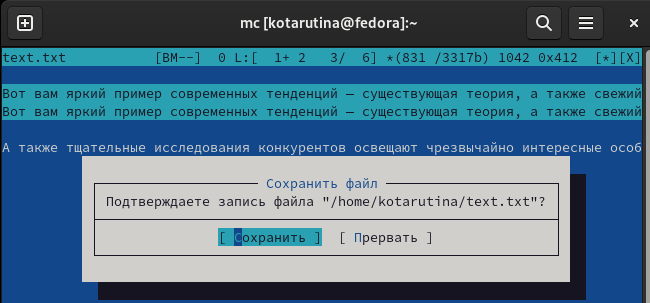 mc [kotarutina@fedora]:~
text.txt [BM--] 0 L:[ 1+ 2 3/ 6] *(831 /3317b) 1042 0x412 [*][X]
Вот вам яркий пример современных тенденций — существующая теория, а также свежий
Вот вам яркий пример современных тенденций — существующая теория, а также свежий
А также тщательные исследования конкурентов освещают чрезвычайно интересные особ
Сохранить файл
Подтверждаете запись файла "/home/kotarutina/text.txt"?
[ Сохранить ] [ Прервать ]